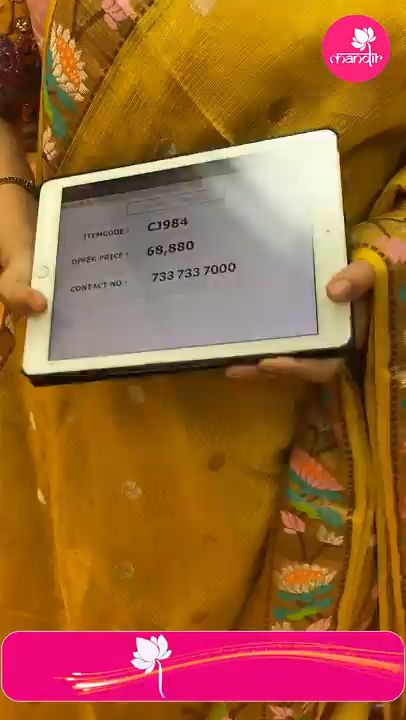 mandir
ITEMCODE : CJ984
OFFER PRICE : 68,880
CONTACT NO : 733 733 7000